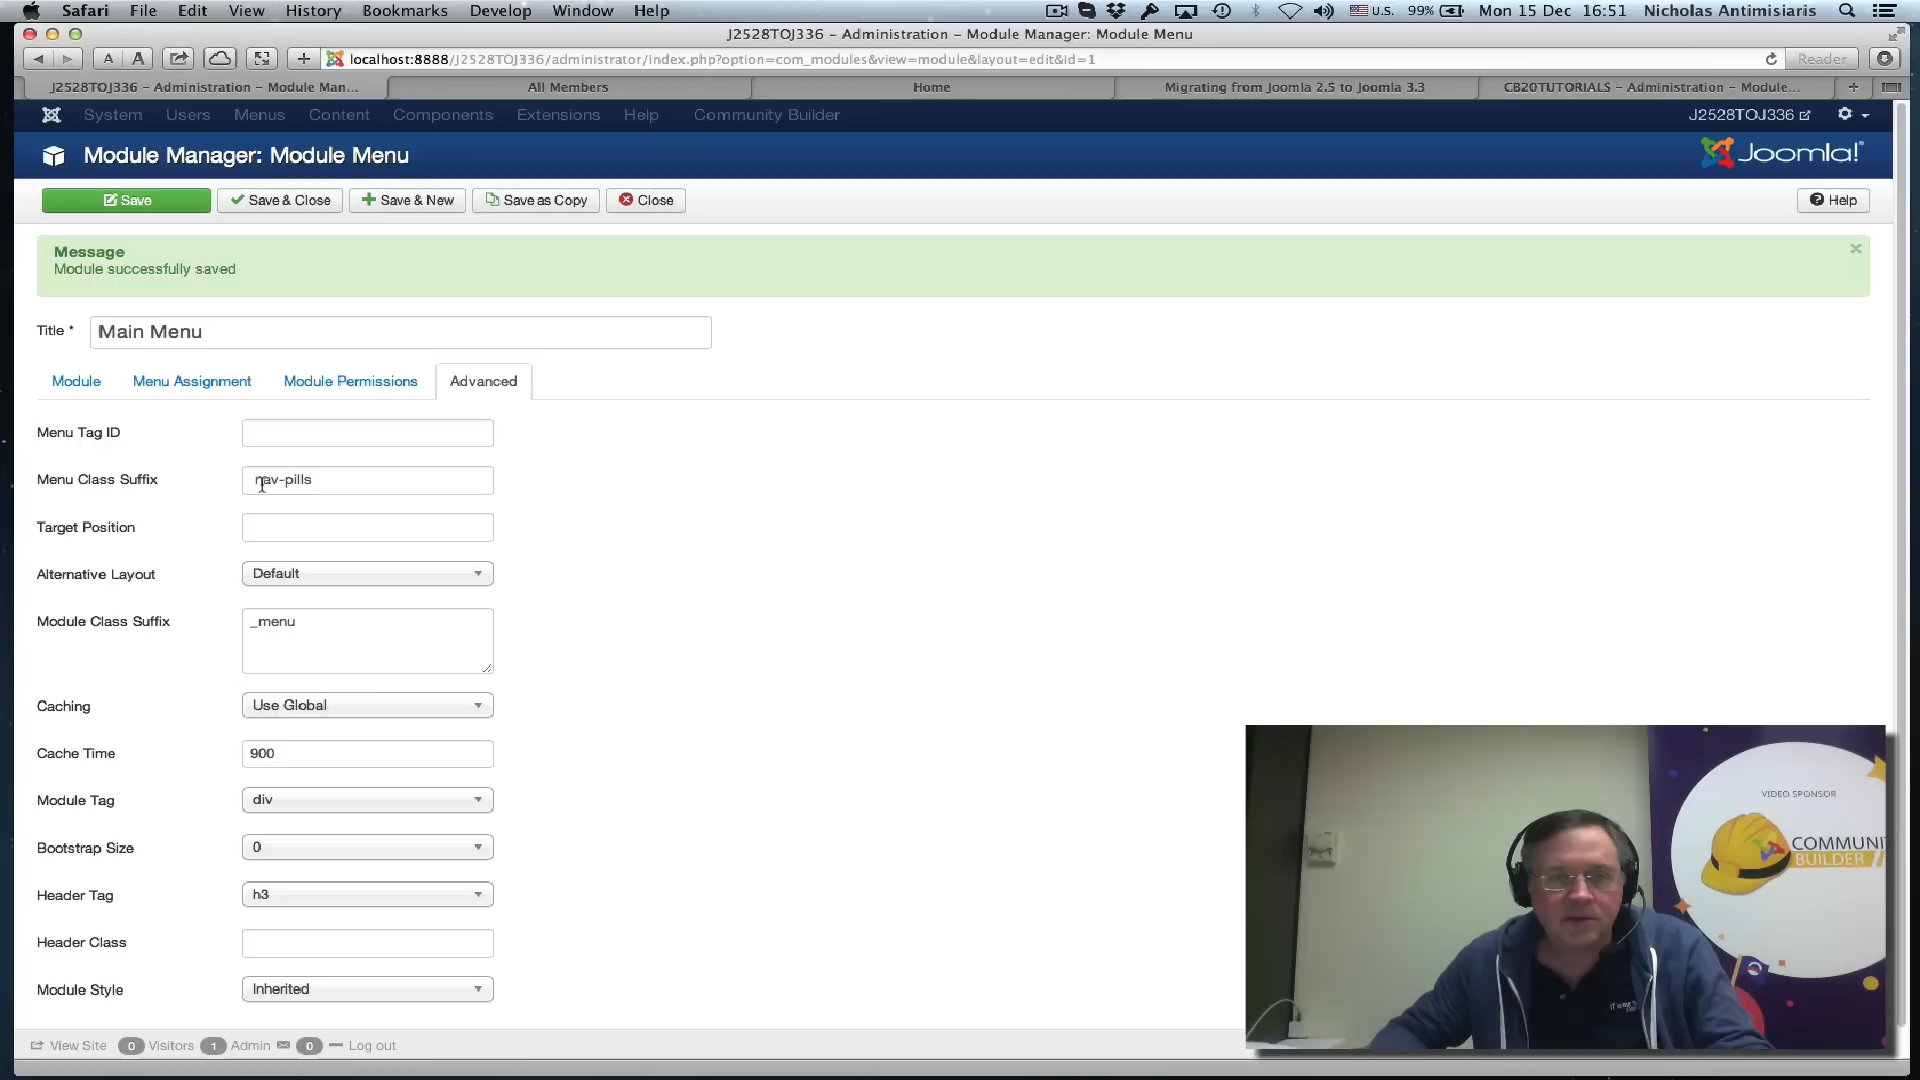 Safari File Edit View History Bookmarks Develop Window Help U.S. 99% Mon 15 Dec 16:51 Nicholas Antimisiaris
J2528TOJ336 – Administration – Module Manager: Module Menu
A A localhost:8888/J2528TOJ336/administrator/index.php?option=com_modules&view=module&layout=edit&id=1 Reader
J2528TOJ336 – Administration – Module Man... All Members Home Migrating from Joomla 2.5 to Joomla 3.3 CB20TUTORIALS – Administration – Module...
System Users Menus Content Components Extensions Help Community Builder J2528TOJ336
Module Manager: Module Menu Joomla!
Save Save & Close Save & New Save as Copy Close Help
Message
Module successfully saved
Title * Main Menu
Module Menu Assignment Module Permissions Advanced
Menu Tag ID
Menu Class Suffix nav-pills
Target Position
Alternative Layout Default
Module Class Suffix _menu
Caching Use Global
Cache Time 900
Module Tag div
Bootstrap Size 0
Header Tag h3
Header Class
Module Style Inherited
View Site 0 Visitors 1 Admin 0 Log out
VIDEO SPONSOR
COMMUNI
BUILDER